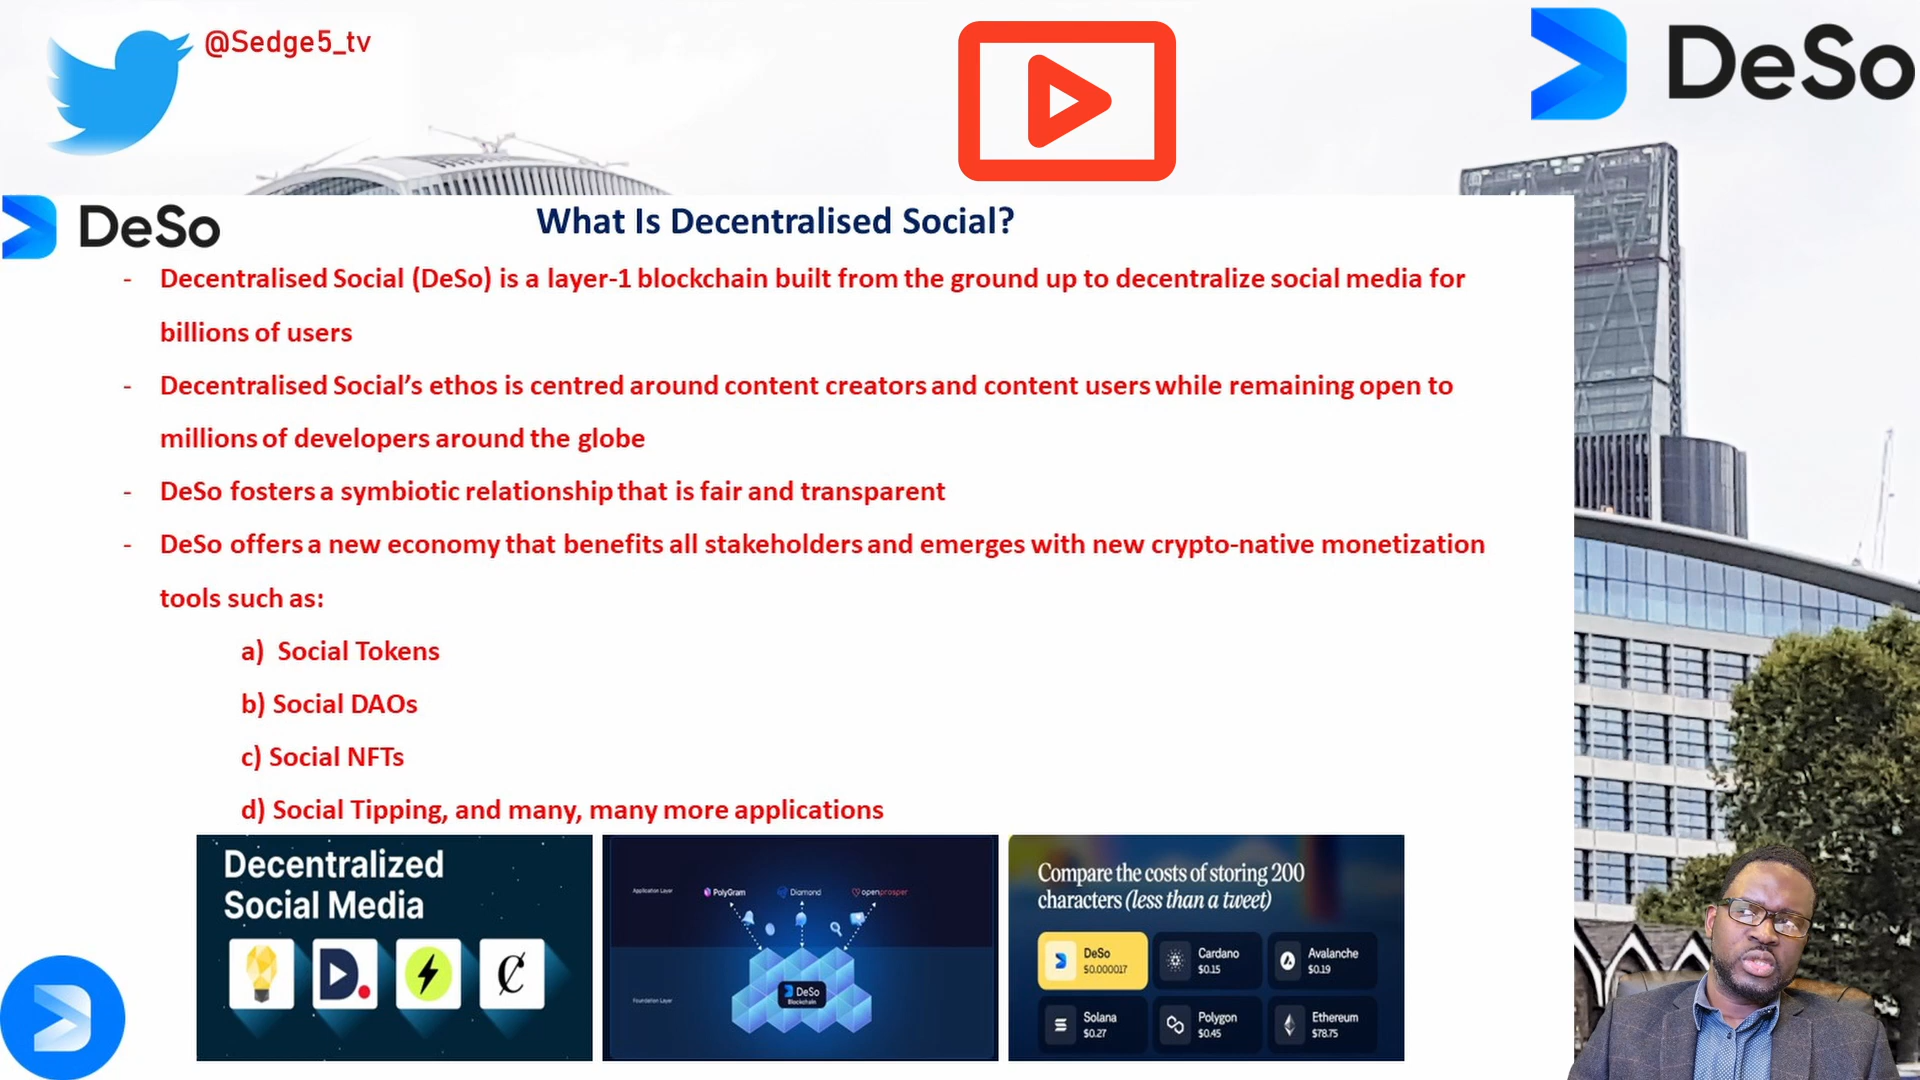 @Sedge5_tv
DeSo
DeSo
What Is Decentralised Social?
- Decentralised Social (DeSo) is a layer-1 blockchain built from the ground up to decentralize social media for
billions of users
- Decentralised Social’s ethos is centred around content creators and content users while remaining open to
millions of developers around the globe
- DeSo fosters a symbiotic relationship that is fair and transparent
- DeSo offers a new economy that benefits all stakeholders and emerges with new crypto-native monetization
tools such as:
a) Social Tokens
b) Social DAOs
c) Social NFTs
d) Social Tipping, and many, many more applications
Decentralized
Social Media
Application Layer
PolyGram
Diamond
openprosper
DeSo
Blockchain
Foundation Layer
Compare the costs of storing 200
characters (less than a tweet)
DeSo
$0.000017
Cardano
$0.15
Avalanche
$0.19
Solana
$0.27
Polygon
$0.45
Ethereum
$78.75